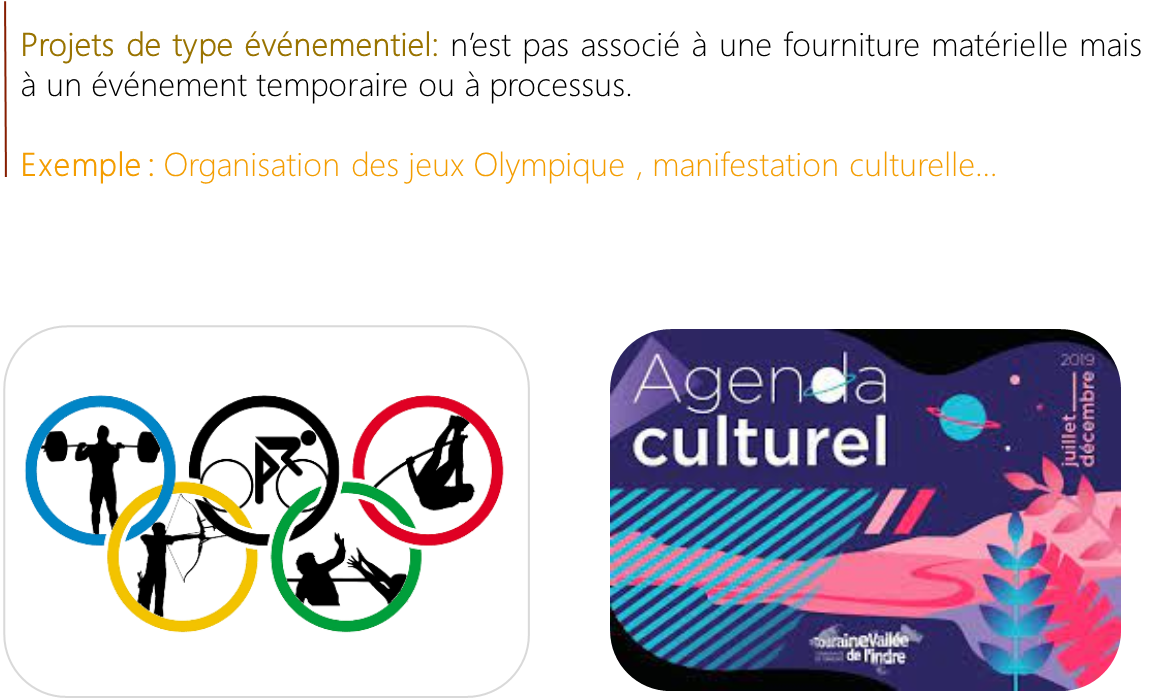 Projets de type événementiel: n’est pas associé à une fourniture matérielle mais
à un événement temporaire ou à processus.
Exemple : Organisation des jeux Olympique , manifestation culturelle...
Agenda
culturel
2019
juillet
décembre
TouraineVallée
de l'Indre